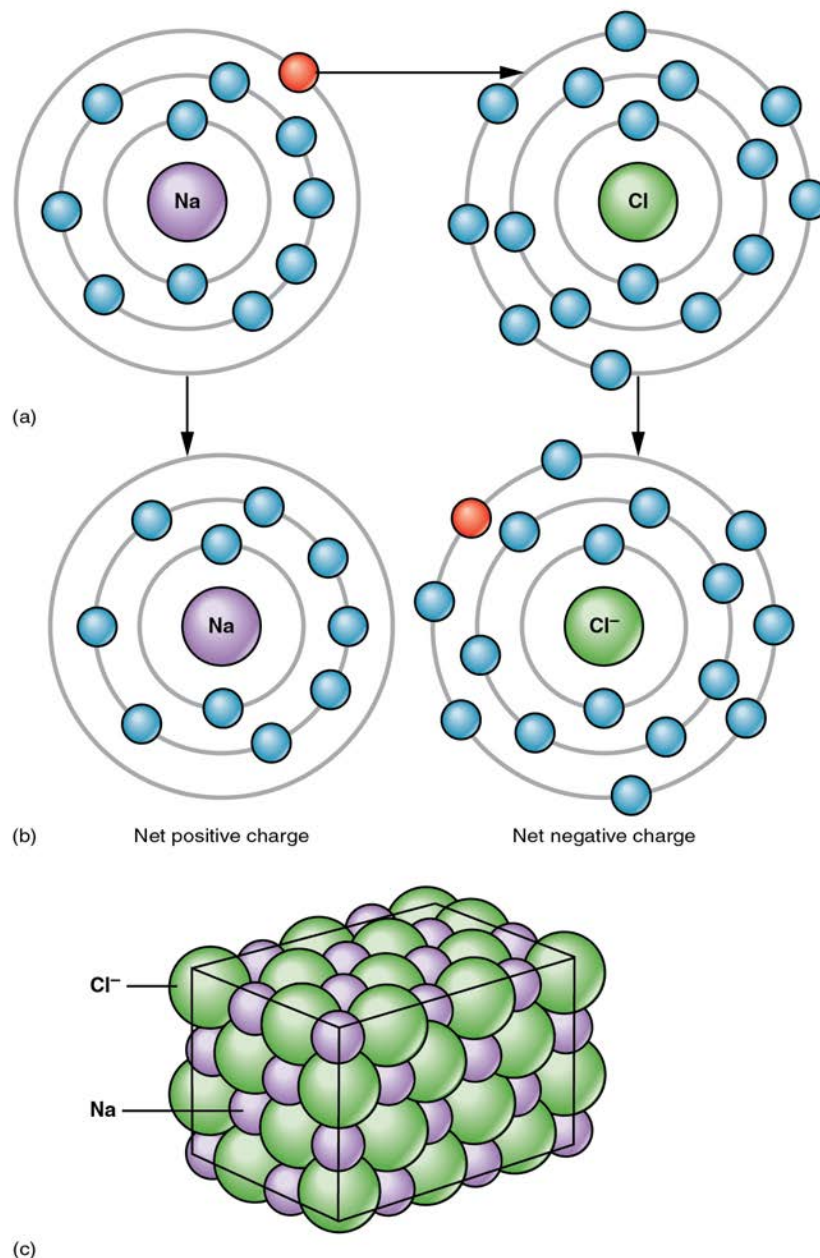 Na
Cl
(a)
Na
Cl⁻
(b)
Net positive charge
Net negative charge
Cl⁻
Na
(c)